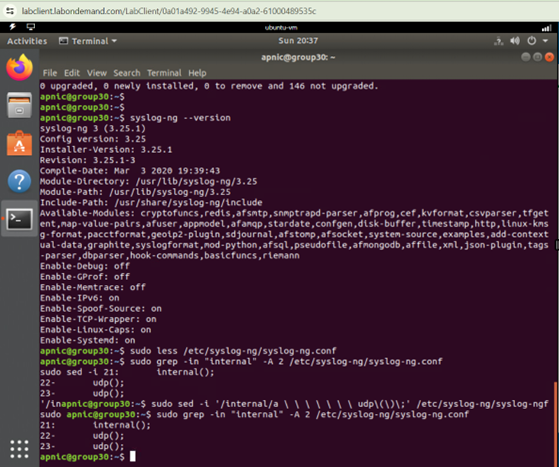 labclient.labondemand.com/LabClient/0a01a492-9945-4e94-a0a2-61000489535c
ubuntu-vm
Activities Terminal Sun 20:37
apnic@group30: ~
File Edit View Search Terminal Help
0 upgraded, 0 newly installed, 0 to remove and 146 not upgraded.
apnic@group30:~$
apnic@group30:~$
apnic@group30:~$ syslog-ng --version
syslog-ng 3 (3.25.1)
Config version: 3.25
Installer-Version: 3.25.1
Revision: 3.25.1-3
Compile-Date: Mar  3 2020 19:39:43
Module-Directory: /usr/lib/syslog-ng/3.25
Module-Path: /usr/lib/syslog-ng/3.25
Include-Path: /usr/share/syslog-ng/include
Available-Modules: cryptofuncs,redis,afsmtp,snmptrapd-parser,afprog,cef,kvformat,csvparser,tfget
ent,map-value-pairs,afuser,appmodel,afamqp,stardate,confgen,disk-buffer,timestamp,http,linux-kms
g-format,pacctformat,geoip2-plugin,sdjournal,afstomp,afsocket,system-source,examples,add-context
ual-data,graphite,syslogformat,mod-python,afsql,pseudofile,afmongodb,affile,xml,json-plugin,tags
-parser,dbparser,hook-commands,basicfuncs,riemann
Enable-Debug: off
Enable-GProf: off
Enable-Memtrace: off
Enable-IPv6: on
Enable-Spoof-Source: on
Enable-TCP-Wrapper: on
Enable-Linux-Caps: on
Enable-Systemd: on
apnic@group30:~$ sudo less /etc/syslog-ng/syslog-ng.conf
apnic@group30:~$ sudo grep -in "internal" -A 2 /etc/syslog-ng/syslog-ng.conf
sudo sed -i 21:       internal();
22-      udp();
23-      udp();
'/inapnic@group30:~$ sudo sed -i '/internal/a \ \ \ \ \ \ \ udp\(\)\;' /etc/syslog-ng/syslog-ngf
sudo apnic@group30:~$ sudo grep -in "internal" -A 2 /etc/syslog-ng/syslog-ng.conf
21:      internal();
22-      udp();
23-      udp();
apnic@group30:~$